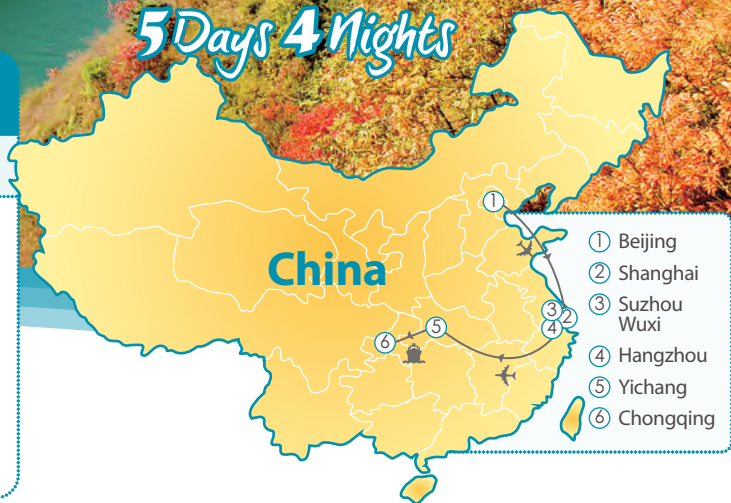 5 Days 4 Nights
China
1
3
2
4
5
6
1 Beijing
2 Shanghai
3 Suzhou
Wuxi
4 Hangzhou
5 Yichang
6 Chongqing